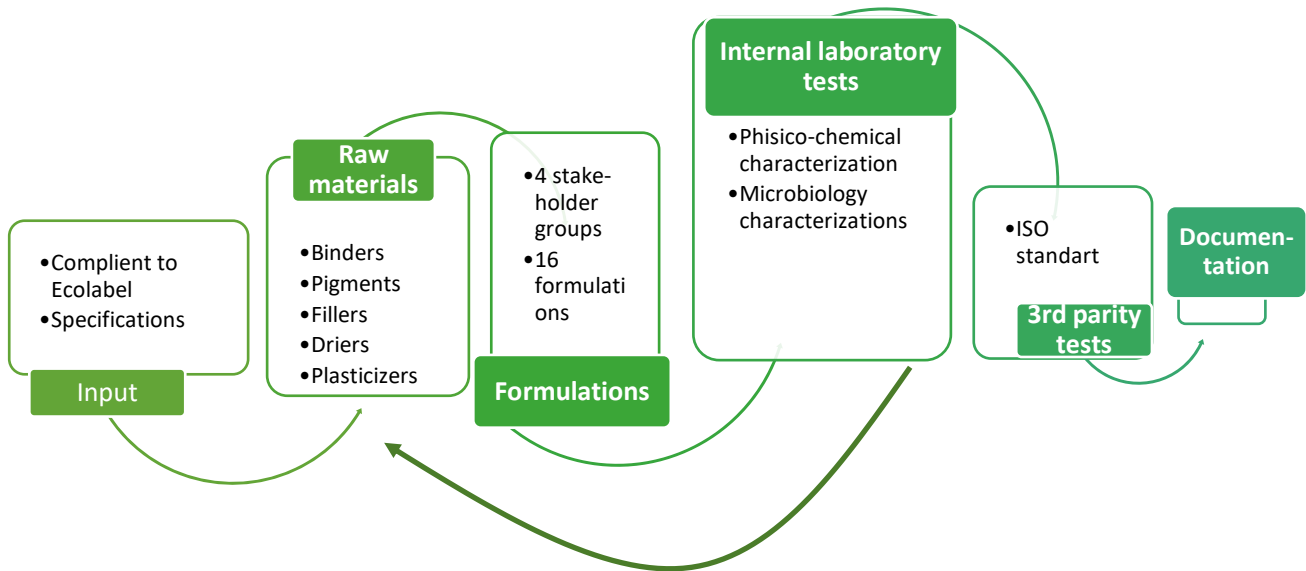 •Complient to
Ecolabel
•Specifications
Input
Raw
materials
•Binders
•Pigments
•Fillers
•Driers
•Plasticizers
•4 stake-
holder
groups
•16
formulati
ons
Formulations
Internal laboratory
tests
•Phisico-chemical
characterization
•Microbiology
characterizations
•ISO
standart
3rd parity
tests
Documen-
tation